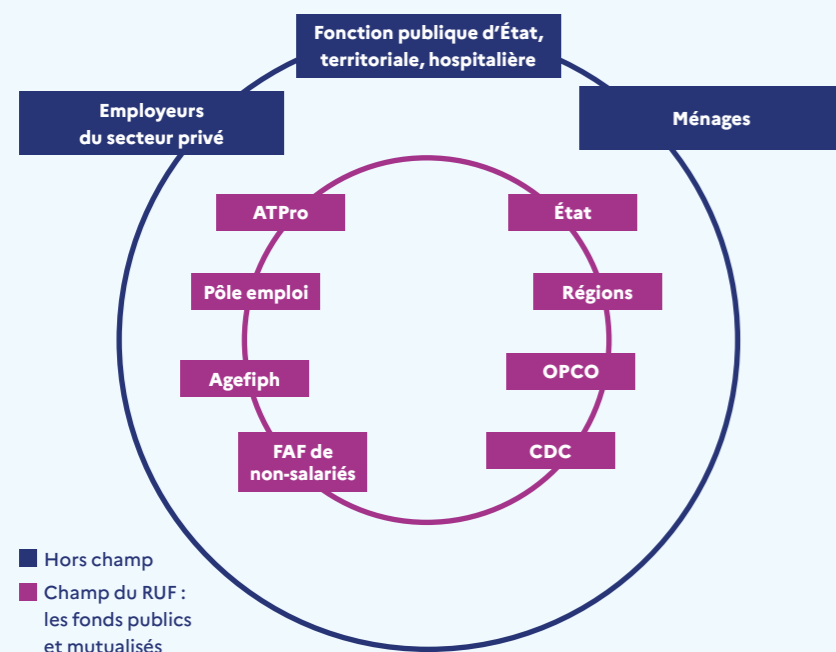 Fonction publique d'État,
territoriale, hospitalière
Employeurs
du secteur privé
Ménages
ATPro
État
Pôle emploi
Régions
Agefiph
OPCO
FAF de
non-salariés
CDC
Hors champ
Champ du RUF :
les fonds publics
et mutualisés